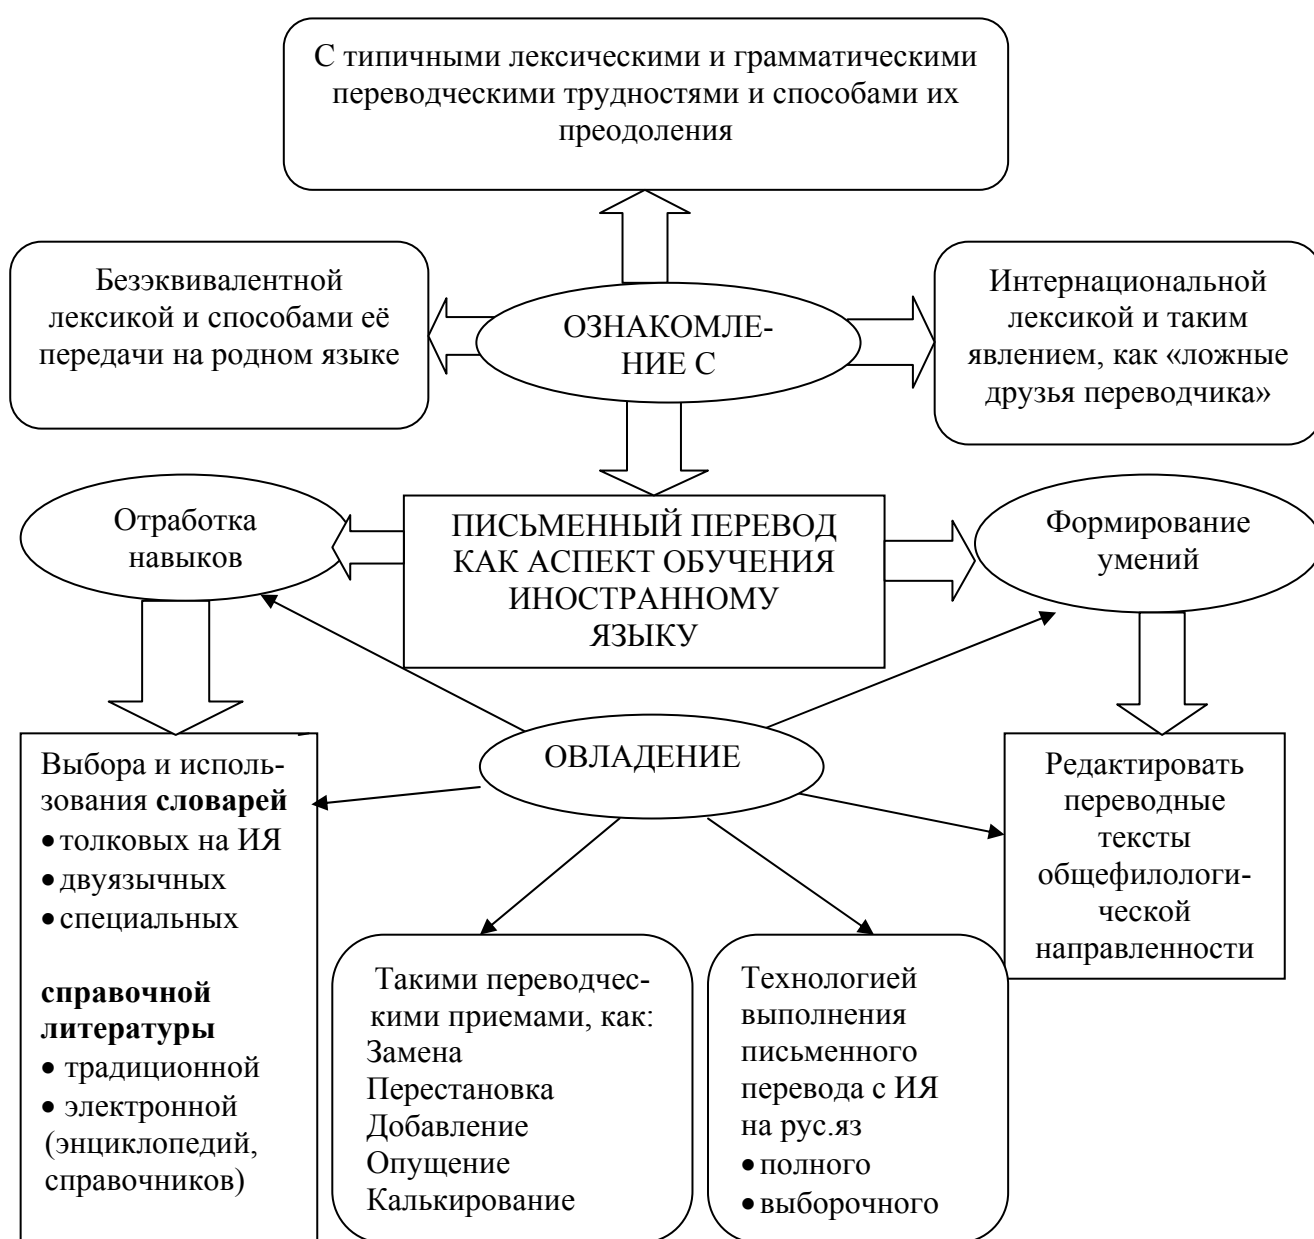 С типичными лексическими и грамматическими
переводческими трудностями и способами их
преодоления
Безэквивалентной
лексикой и способами её
передачи на родном языке
ОЗНАКОМЛЕ-
НИЕ С
Интернациональной
лексикой и таким
явлением, как «ложные
друзья переводчика»
Отработка
навыков
ПИСЬМЕННЫЙ ПЕРЕВОД
КАК АСПЕКТ ОБУЧЕНИЯ
ИНОСТРАННОМУ
ЯЗЫКУ
Формирование
умений
Выбора и исполь-
зования словарей
• толковых на ИЯ
• двуязычных
• специальных
справочной
литературы
• традиционной
• электронной
(энциклопедий,
справочников)
ОВЛАДЕНИЕ
Редактировать
переводные
тексты
общефилологи-
ческой
направленности
Такими переводчес-
кими приемами, как:
Замена
Перестановка
Добавление
Опущение
Калькирование
Технологией
выполнения
письменного
перевода с ИЯ
на рус.яз
• полного
• выборочного